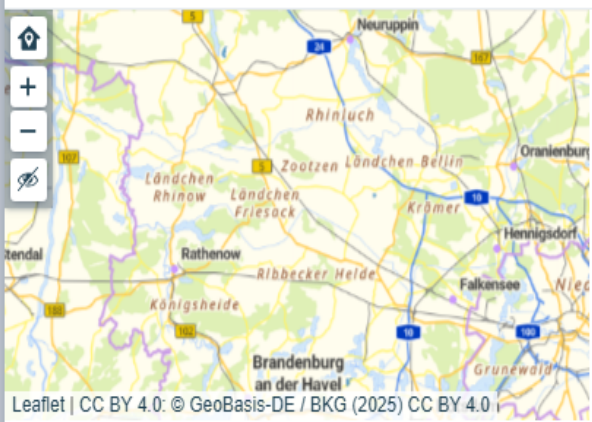 5
Neuruppin
24
167
Rhinluch
107
Oranienburg
5
Zootzen
Ländchen Bellin
Ländchen
Rhinow
Ländchen
Friesack
10
Krämer
Hennigsdorf
tendal
Rathenow
Ribbecker Heide
Falkensee
Nied
Königsheide
188
102
10
100
Brandenburg
an der Havel
Grunewald
Leaflet | CC BY 4.0: © GeoBasis-DE / BKG (2025) CC BY 4.0